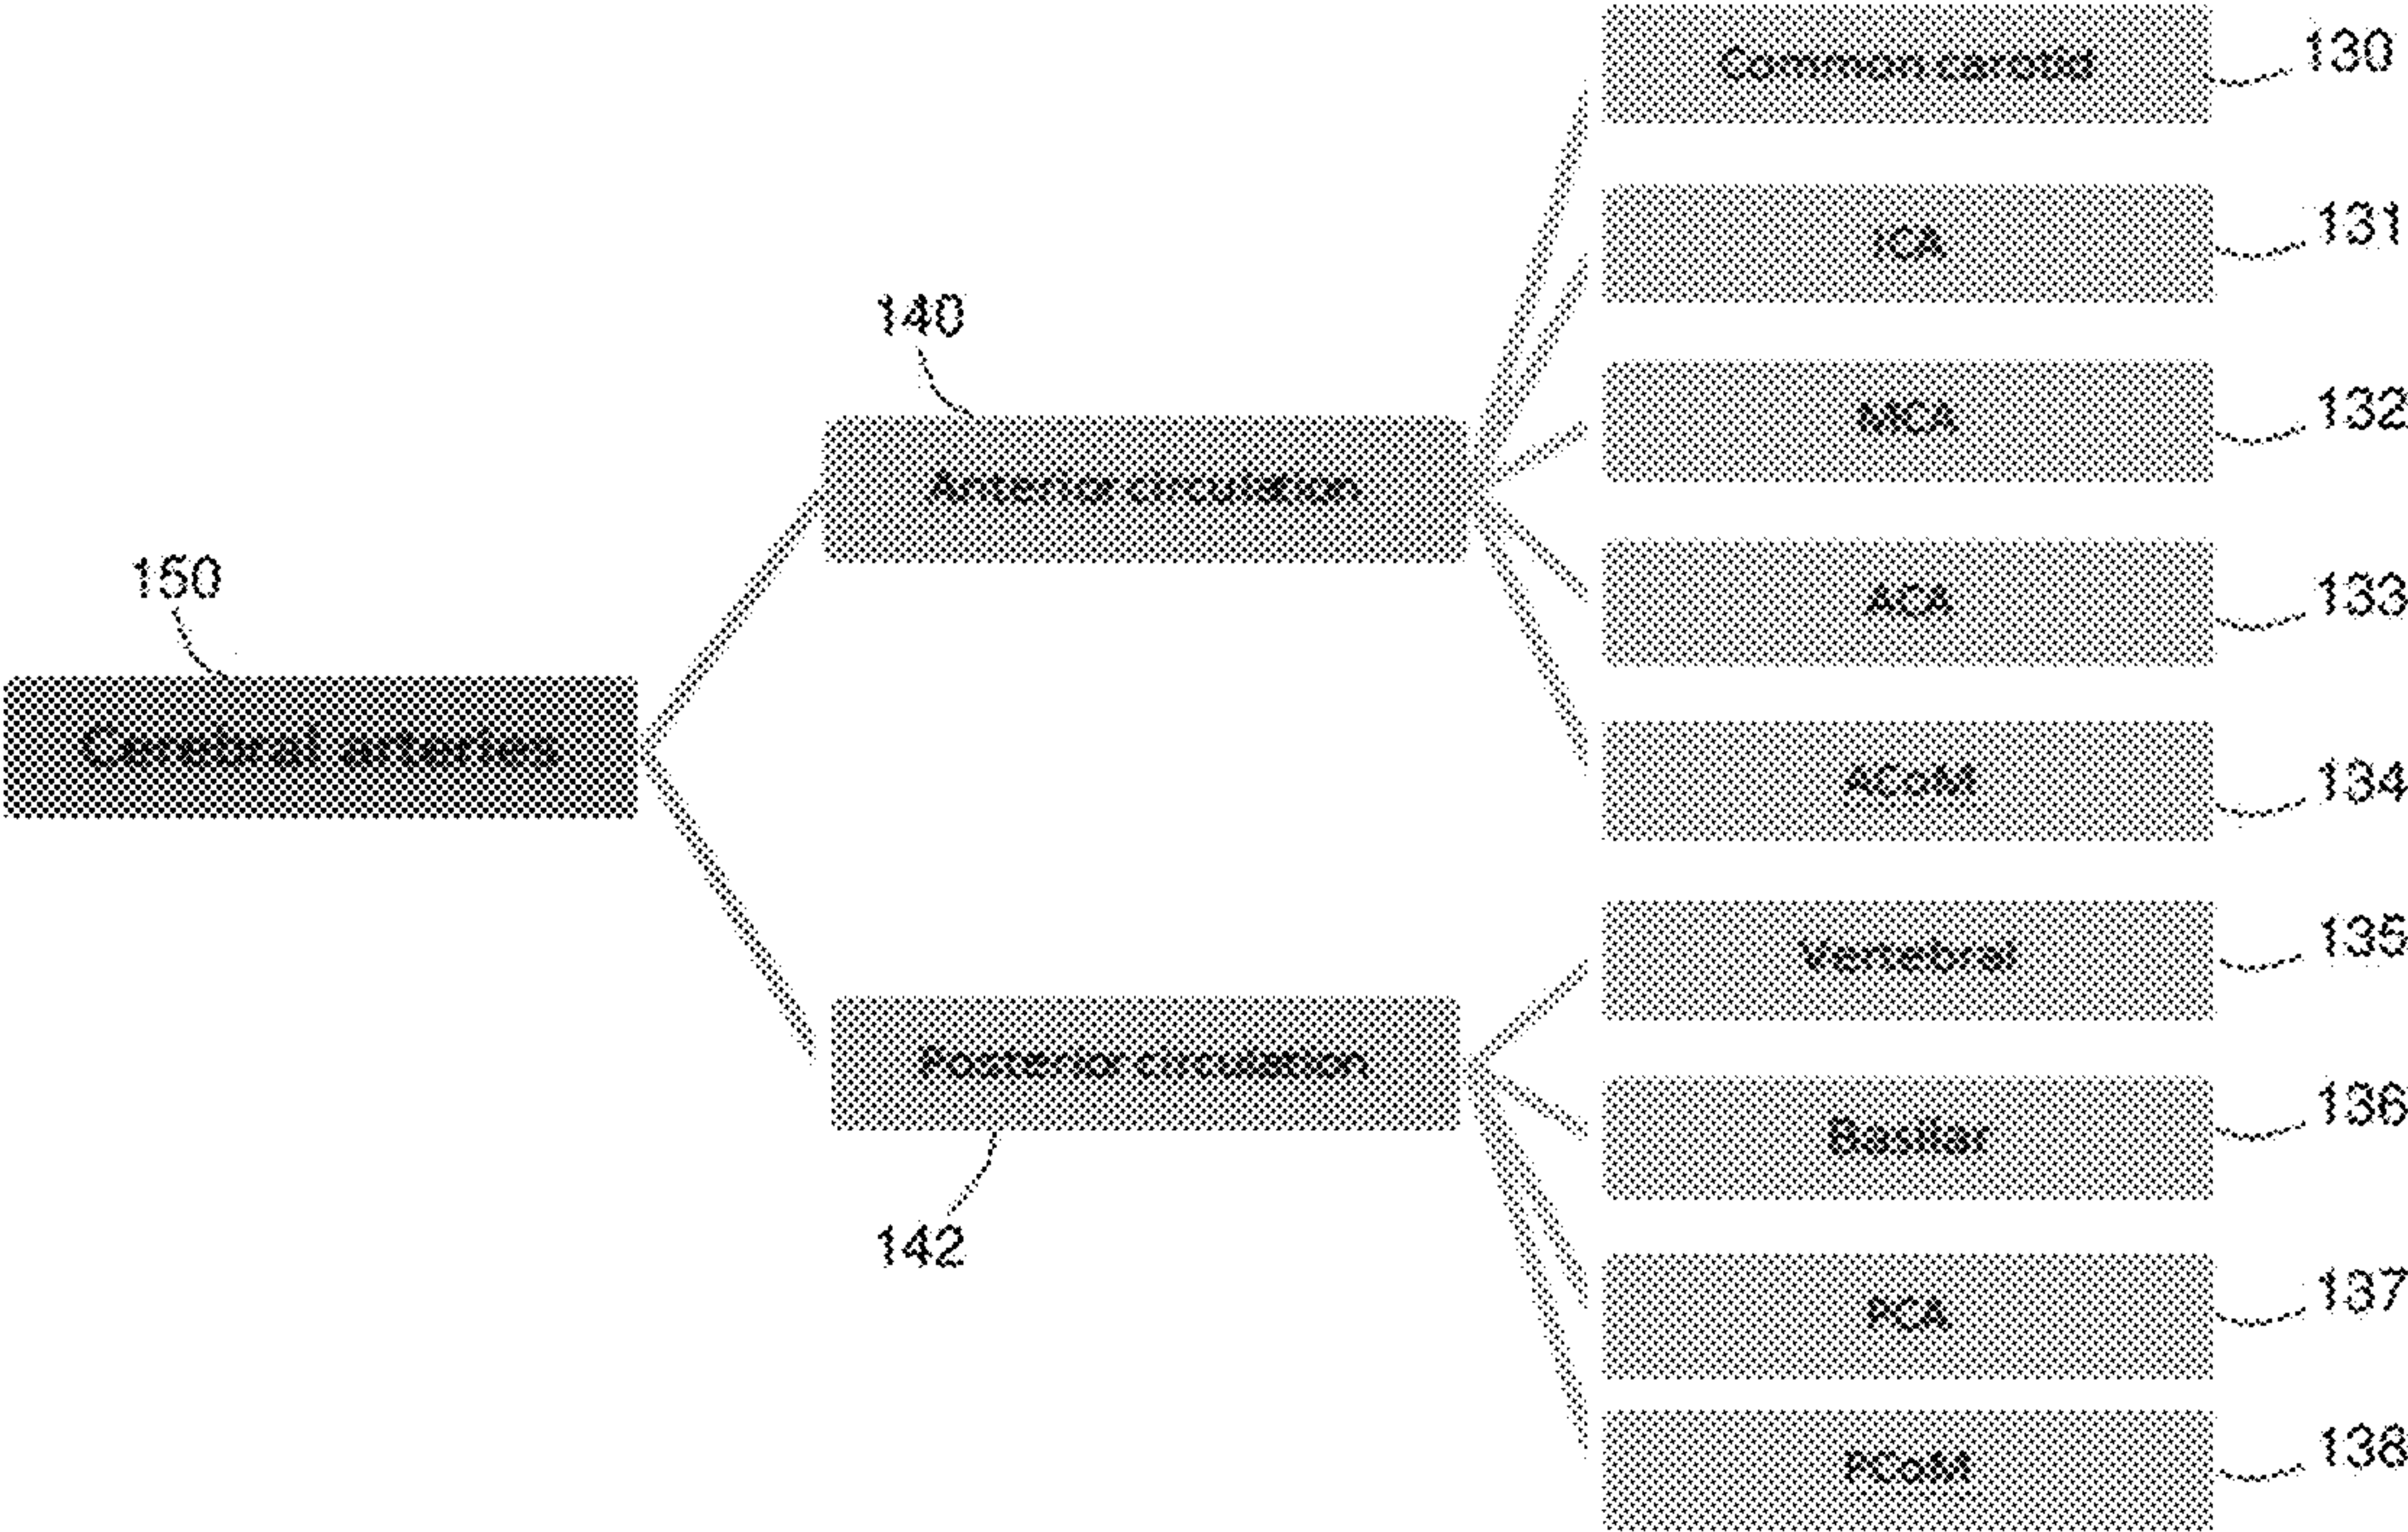 Common carotid
130
ICA
131
140
MCA
132
Anterior circulation
150
ACA
133
Cerebral arteries
ACoM
134
Vertebral
135
Posterior circulation
Basilar
136
142
PCA
137
PCoM
138